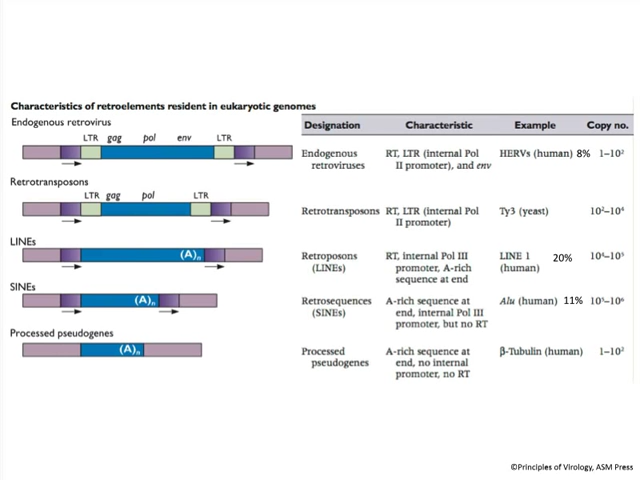 Characteristics of retroelements resident in eukaryotic genomes
Endogenous retrovirus
LTR gag pol env LTR
Retrotransposons
LTR gag pol LTR
LINEs
(A)n
SINEs
(A)n
Processed pseudogenes
(A)n
Designation Characteristic Example Copy no.
Endogenous RT, LTR (internal Pol HERVs (human) 8% 1–10²
retroviruses II promoter), and env
Retrotransposons RT, LTR (internal Pol Ty3 (yeast) 10²–10⁴
II promoter)
Retroposons RT, internal Pol III LINE 1 20% 10⁴–10⁵
(LINEs) promoter, A-rich (human)
sequence at end
Retrosequences A-rich sequence at Alu (human) 11% 10⁵–10⁶
(SINEs) end, internal Pol III
promoter, but no RT
Processed A-rich sequence at β-Tubulin (human) 1–10²
pseudogenes end, no internal
promoter, no RT
©Principles of Virology, ASM Press